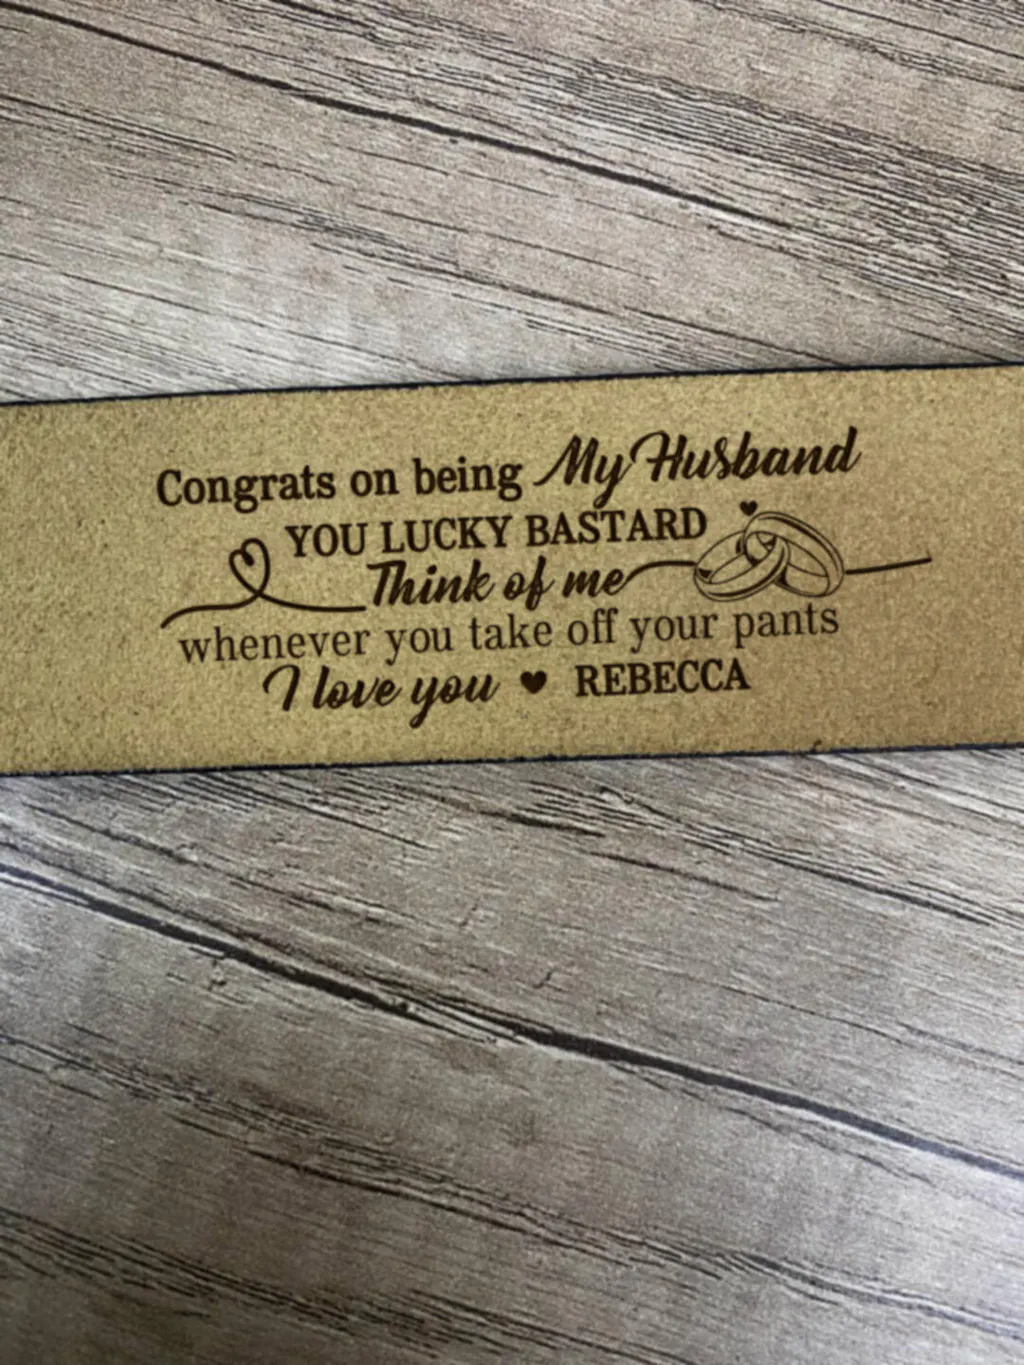 Congrats on being My Husband
YOU LUCKY BASTARD
Think of me
whenever you take off your pants
I love you ♥ REBECCA